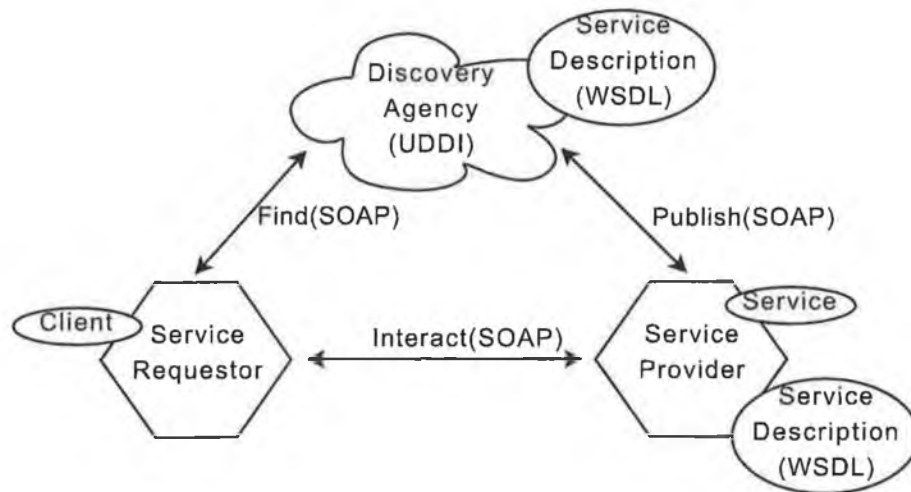 Service
Description
(WSDL)
Discovery
Agency
(UDDI)
Find(SOAP)
Publish(SOAP)
Client
Service
Requestor
Interact(SOAP)
Service
Service
Provider
Service
Description
(WSDL)